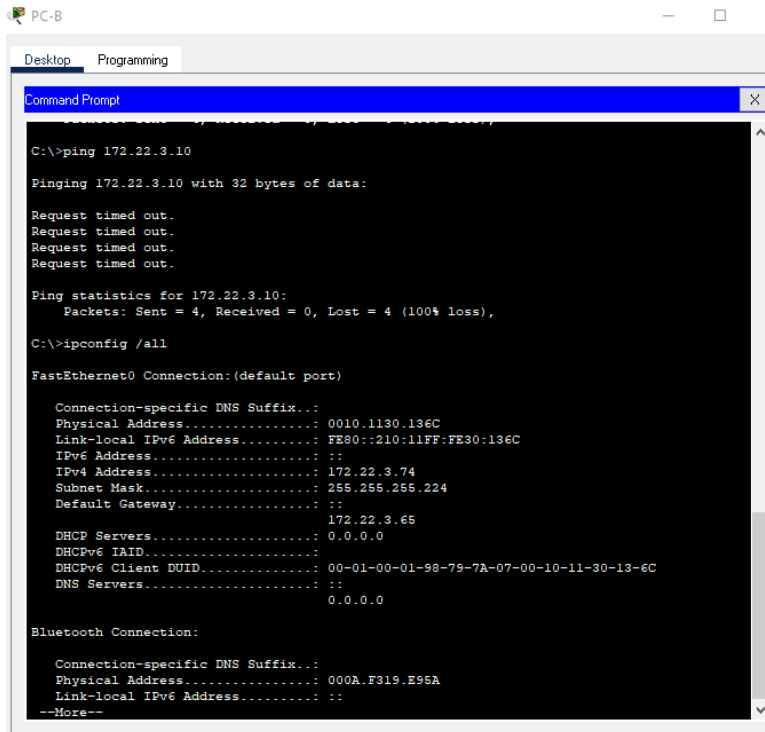 PC-B
Desktop Programming
Command Prompt X
C:\>ping 172.22.3.10
Pinging 172.22.3.10 with 32 bytes of data:
Request timed out.
Request timed out.
Request timed out.
Request timed out.
Ping statistics for 172.22.3.10:
Packets: Sent = 4, Received = 0, Lost = 4 (100% loss),
C:\>ipconfig /all
FastEthernet0 Connection:(default port)
Connection-specific DNS Suffix..:
Physical Address................: 0010.1130.136C
Link-local IPv6 Address.........: FE80::210:11FF:FE30:136C
IPv6 Address....................: ::
IPv4 Address....................: 172.22.3.74
Subnet Mask.....................: 255.255.255.224
Default Gateway.................: ::
172.22.3.65
DHCP Servers....................: 0.0.0.0
DHCPv6 IAID.....................:
DHCPv6 Client DUID..............: 00-01-00-01-98-79-7A-07-00-10-11-30-13-6C
DNS Servers.....................: ::
0.0.0.0
Bluetooth Connection:
Connection-specific DNS Suffix..:
Physical Address................: 000A.F319.E95A
Link-local IPv6 Address.........: ::
--More--